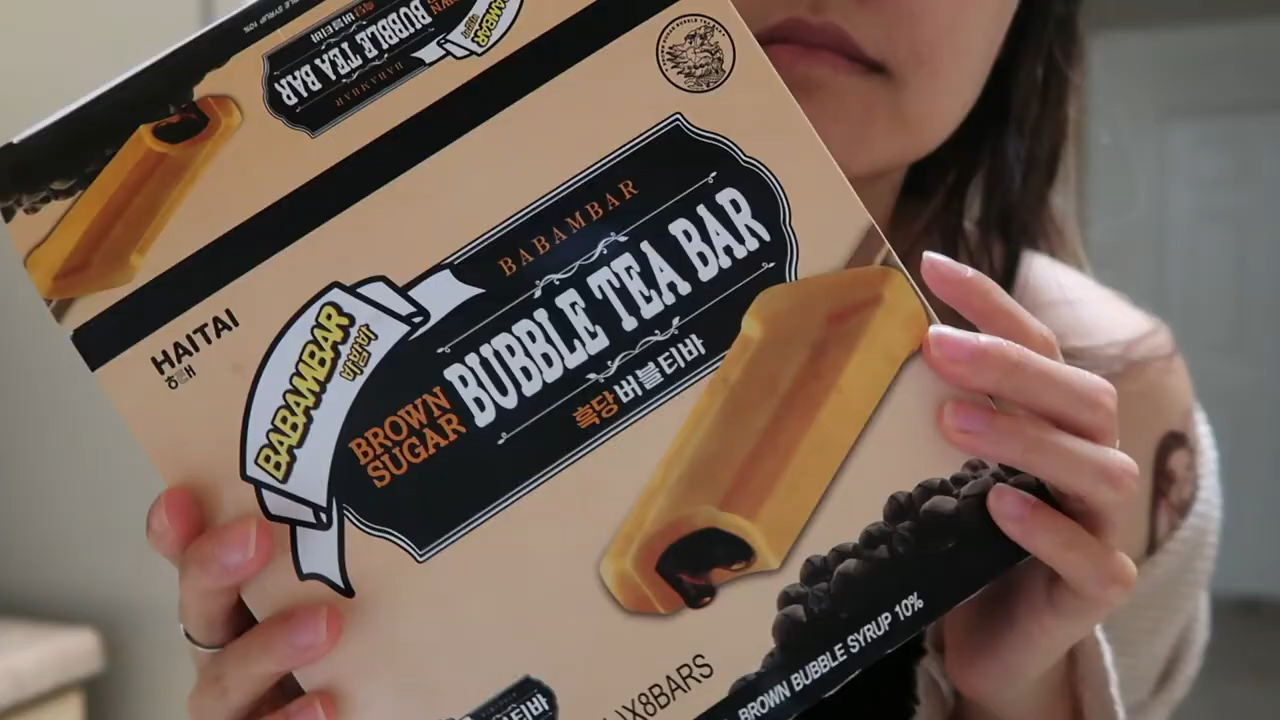 BUBBLE TEA BAR
BABAMBAR
HAITAI
해태
BABAMBAR
바밤바
BABAMBAR
BROWN
SUGAR
BUBBLE TEA BAR
흑당버블티바
X8BARS
BROWN BUBBLE SYRUP 10%